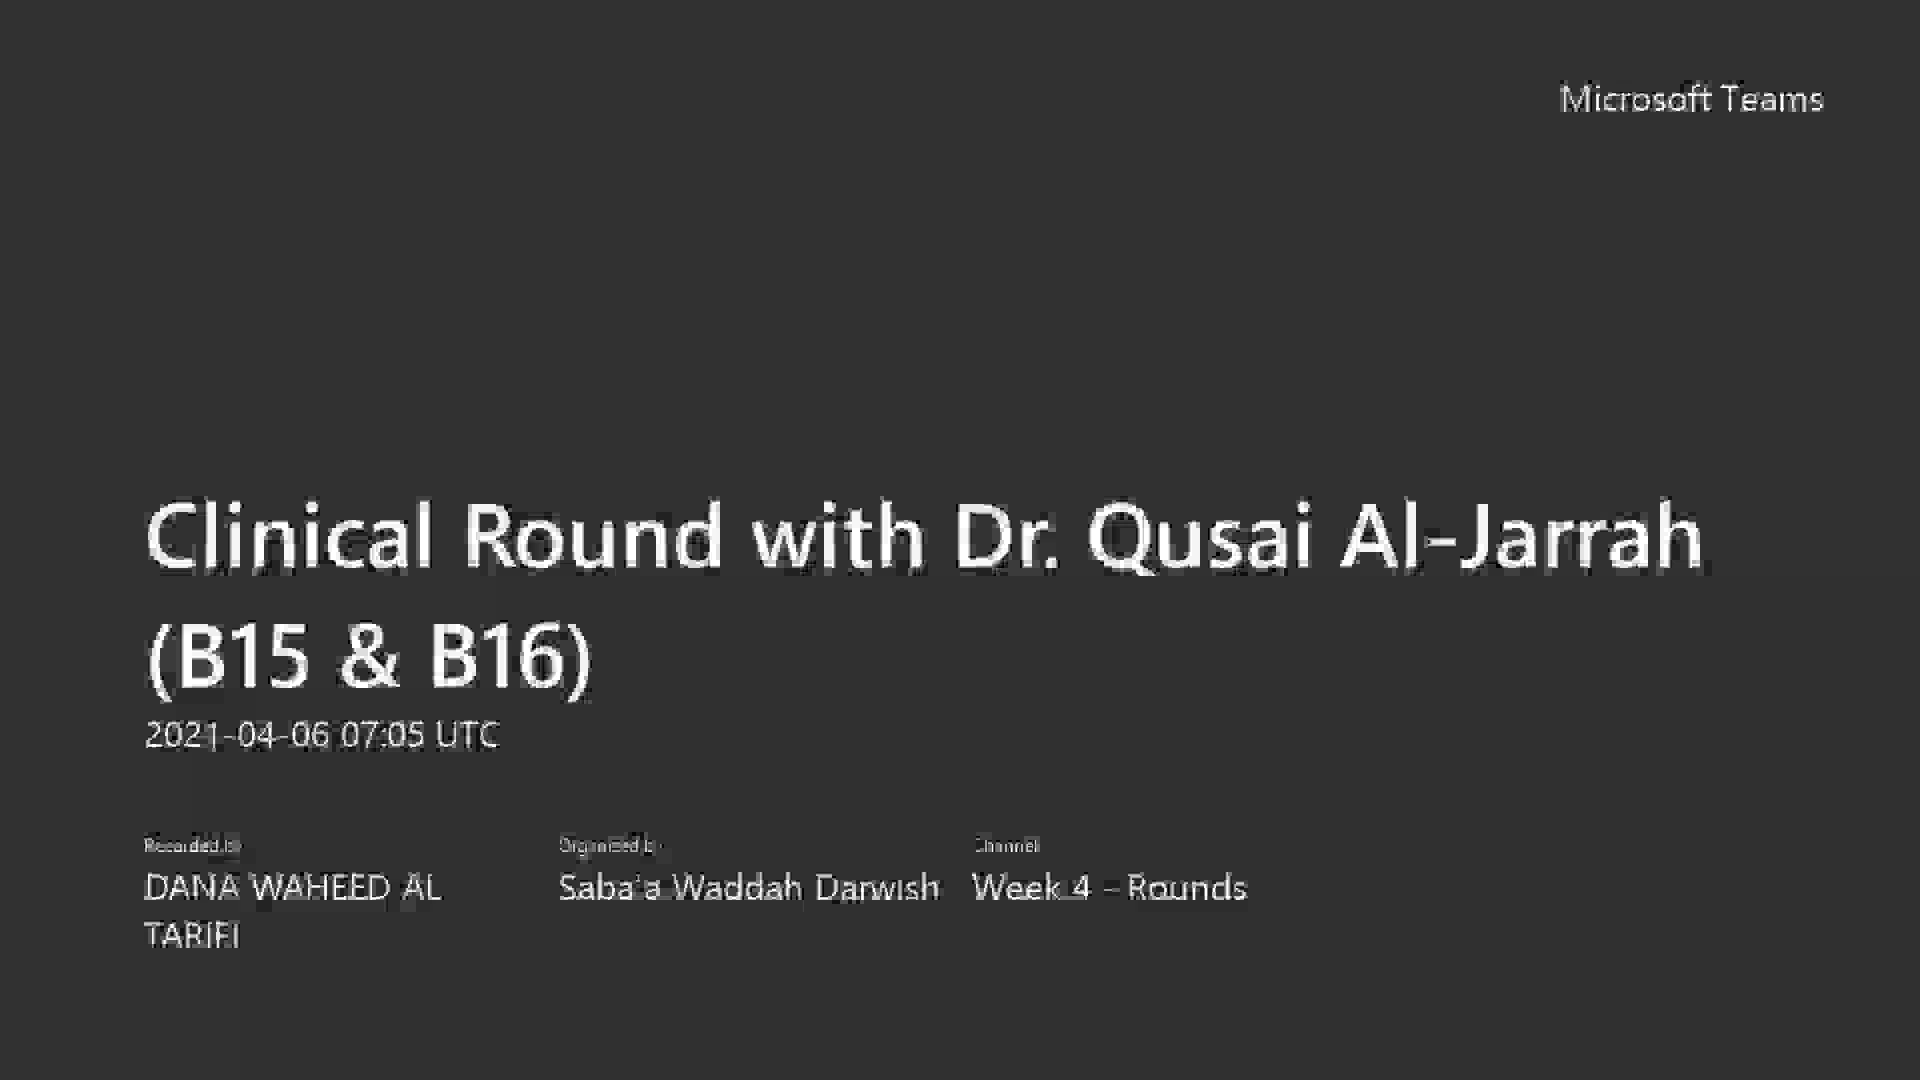 Microsoft Teams
Clinical Round with Dr. Qusai Al-Jarrah
(B15 & B16)
2021-04-06 07:05 UTC
Recorded by
Organized by
Channel
DANA WAHEED AL
Saba'a Waddah Darwish
Week 4 - Rounds
TARIFI